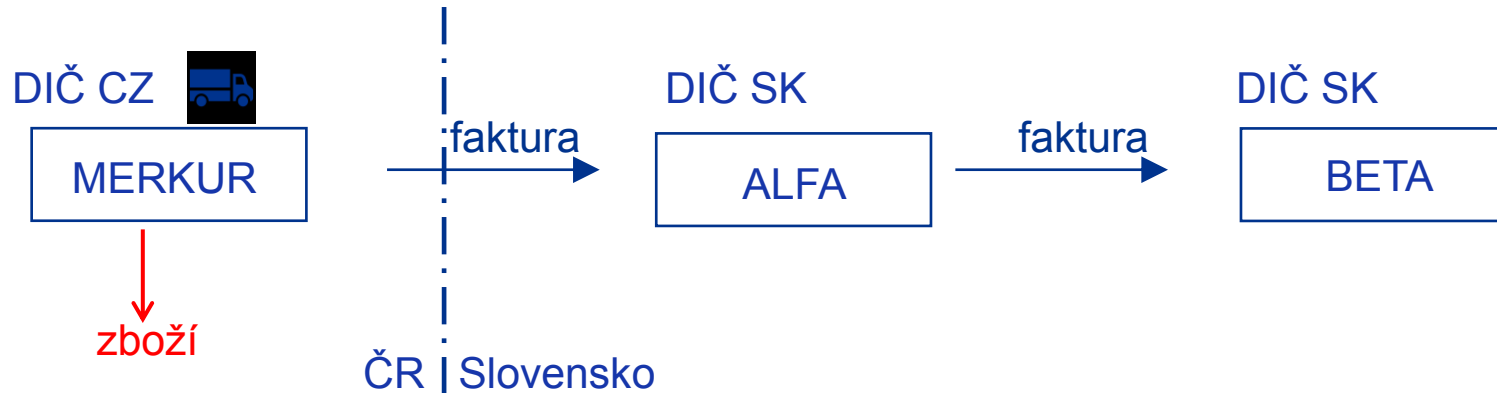 DIČ CZ
DIČ SK
DIČ SK
faktura
faktura
MERKUR
ALFA
BETA
zboží
ČR
Slovensko